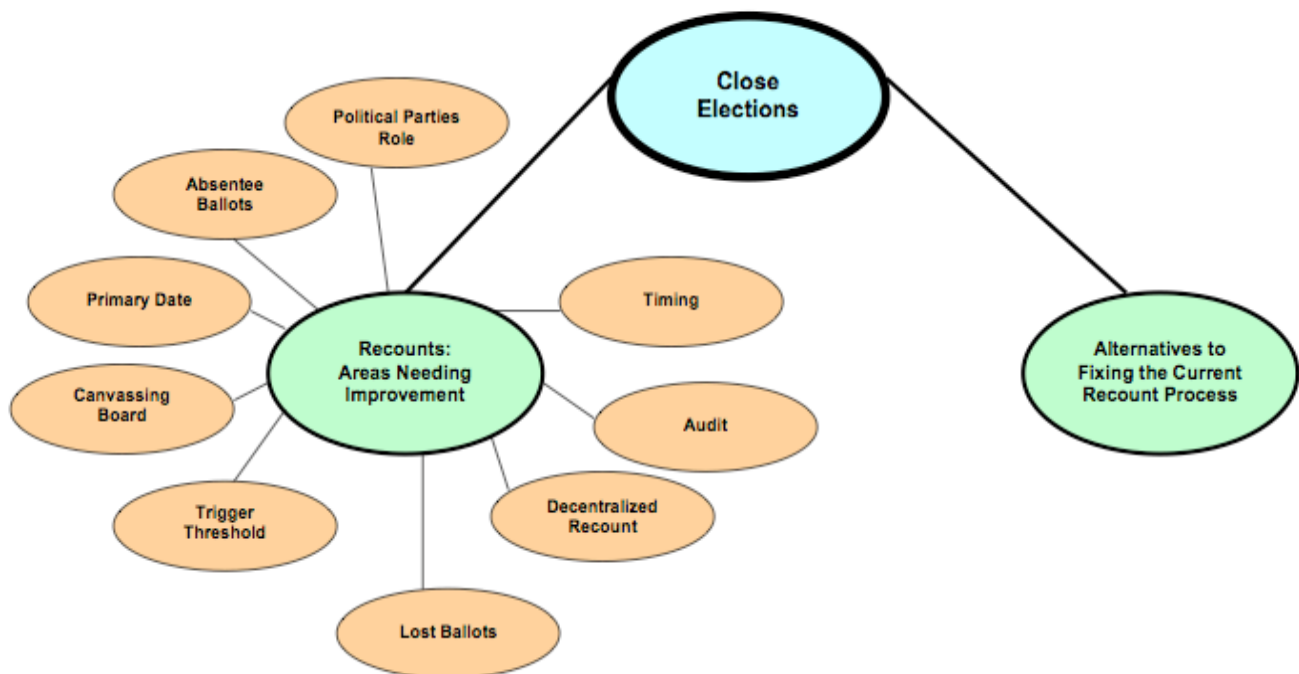 Close
Elections
Political Parties
Role
Absentee
Ballots
Primary Date
Timing
Recounts:
Areas Needing
Improvement
Alternatives to
Fixing the Current
Recount Process
Canvassing
Board
Audit
Trigger
Threshold
Decentralized
Recount
Lost Ballots